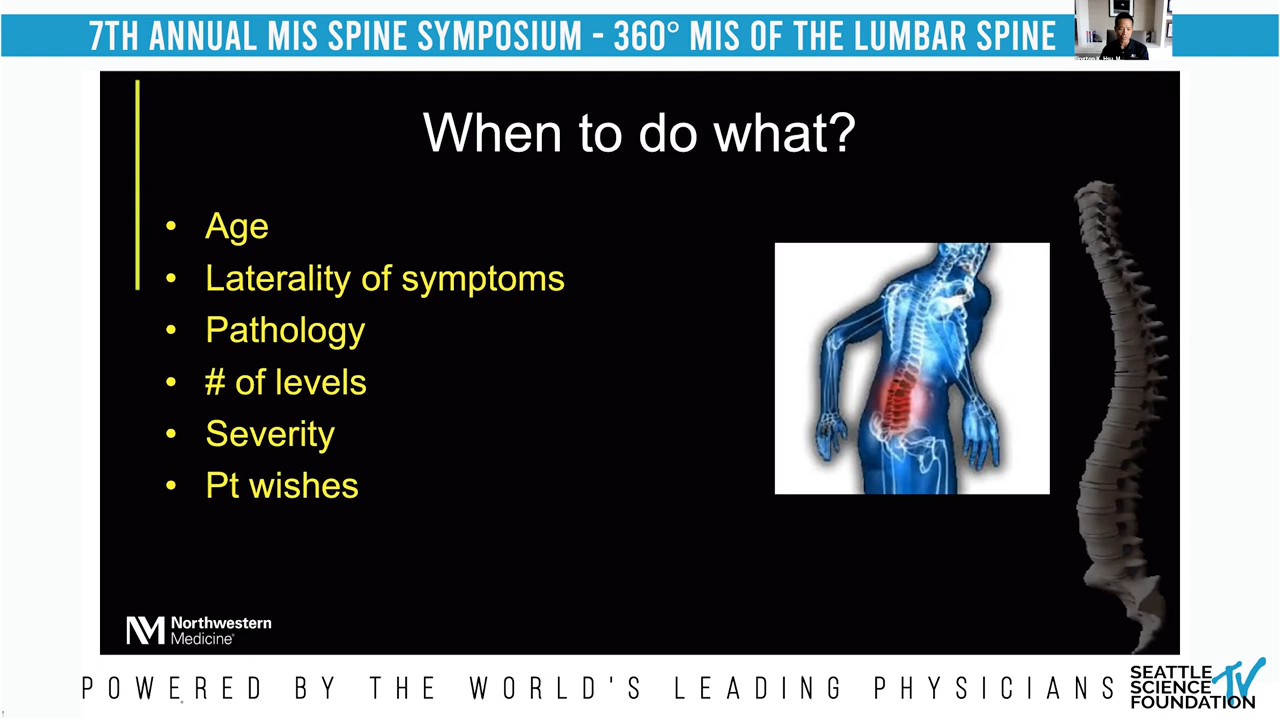 7TH ANNUAL MIS SPINE SYMPOSIUM - 360° MIS OF THE LUMBAR SPINE
When to do what?
• Age
• Laterality of symptoms
• Pathology
• # of levels
• Severity
• Pt wishes
Northwestern
Medicine®
POWERED BY THE WORLD'S LEADING PHYSICIANS
SEATTLE
SCIENCE
FOUNDATION
TV